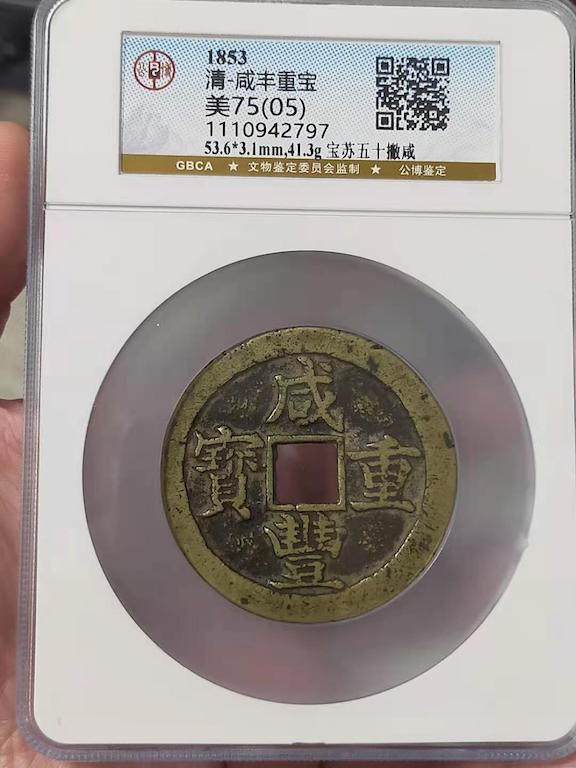 1853
清-咸丰重宝
美75(05)
1110942797
53.6*3.1mm,41.3g 宝苏五十撇咸
GBCA ★ 文物鉴定委员会监制 ★ 公博鉴定
咸
寶 重
豐